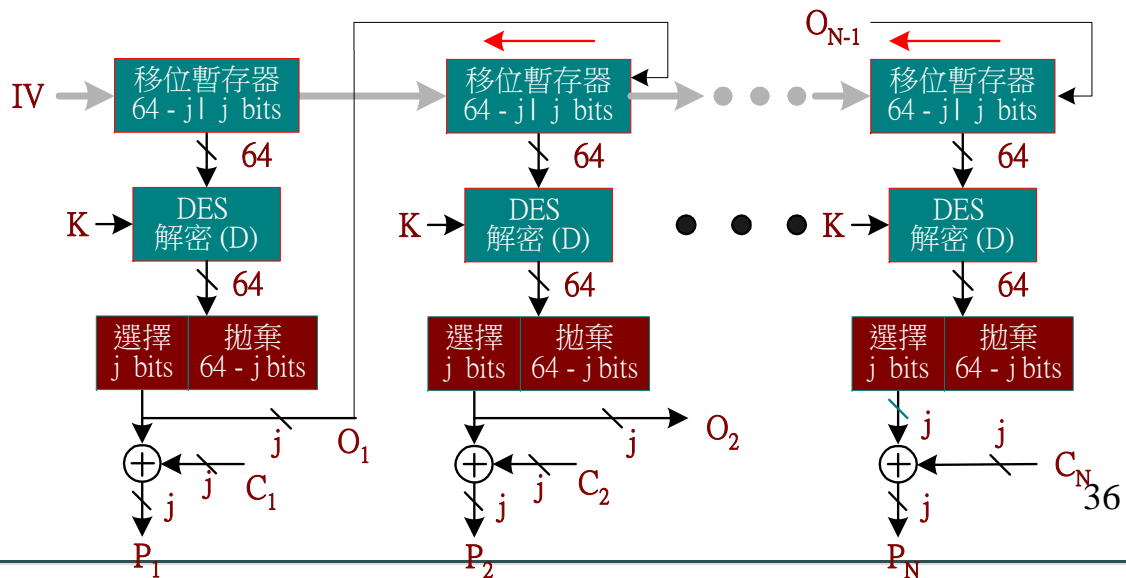 O_{N-1}
IV
移位暫存器
64 - j| j bits
移位暫存器
64 - j| j bits
移位暫存器
64 - j| j bits
64
64
64
K
DES
解密 (D)
K
DES
解密 (D)
K
DES
解密 (D)
64
64
64
選擇
j bits
拋棄
64 - j bits
選擇
j bits
拋棄
64 - j bits
選擇
j bits
拋棄
64 - j bits
j
O₁
j
O₂
j
j
j
C₁
j
C₂
C_N
j
j
j
36
P₁
P₂
P_N